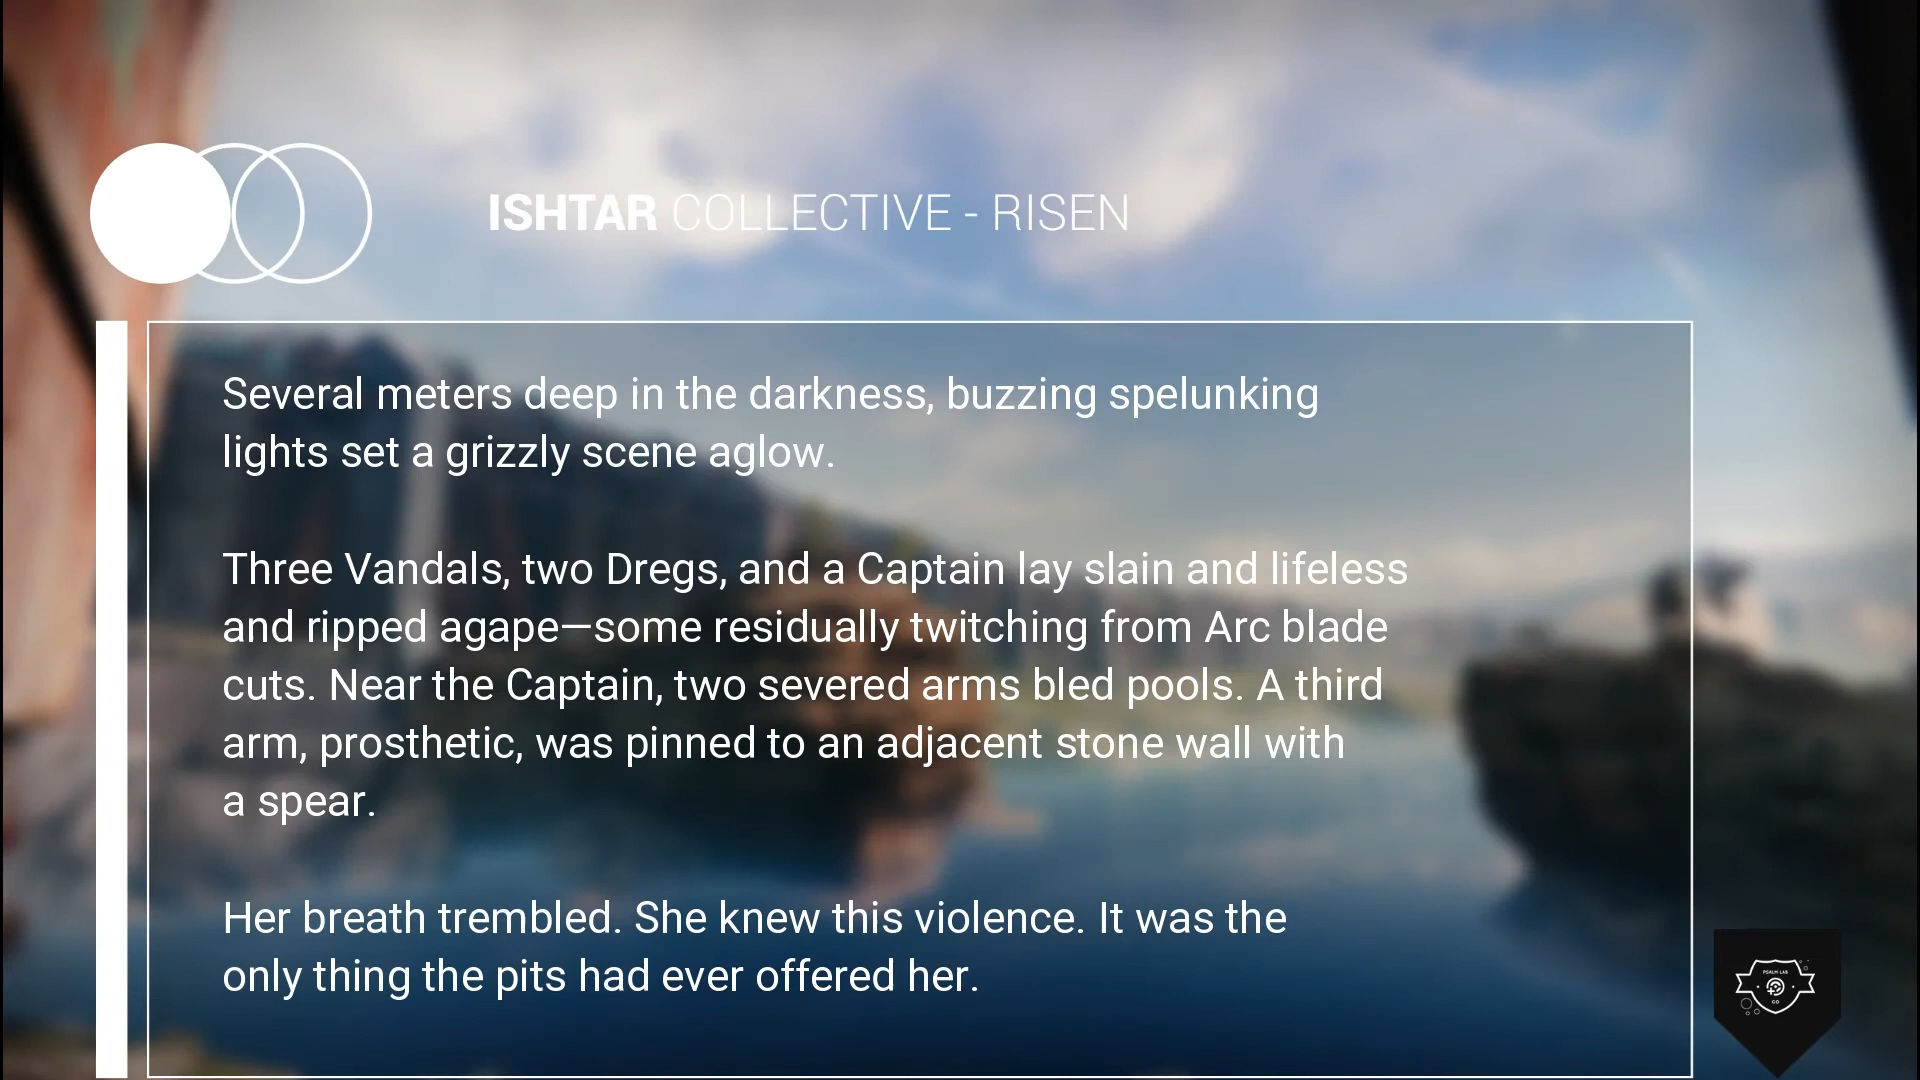 ISHTAR COLLECTIVE - RISEN
Several meters deep in the darkness, buzzing spelunking
lights set a grizzly scene aglow.
Three Vandals, two Dregs, and a Captain lay slain and lifeless
and ripped agape—some residually twitching from Arc blade
cuts. Near the Captain, two severed arms bled pools. A third
arm, prosthetic, was pinned to an adjacent stone wall with
a spear.
Her breath trembled. She knew this violence. It was the
only thing the pits had ever offered her.
PSALM LAB
CO